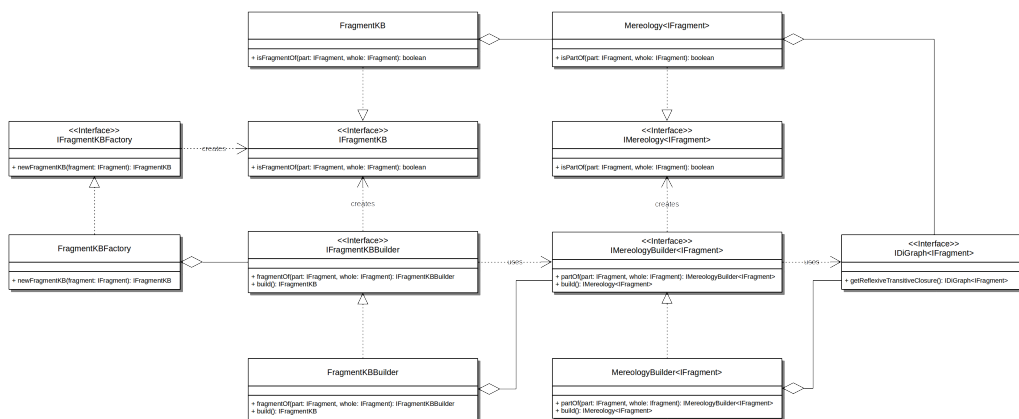 FragmentKB
+ isFragmentOf(part: IFragment, whole: IFragment): boolean
Mereology<IFragment>
+ isPartOf(part: IFragment, whole: IFragment): boolean
<<Interface>>
IFragmentKBFactory
+ newFragmentKB(fragment: IFragment): IFragmentKB
creates
<<Interface>>
IFragmentKB
+ isFragmentOf(part: IFragment, whole: IFragment): boolean
<<Interface>>
IMereology<IFragment>
+ isPartOf(part: IFragment, whole: IFragment): boolean
creates
creates
FragmentKBFactory
+ newFragmentKB(fragment: IFragment): IFragmentKB
<<Interface>>
IFragmentKBBuilder
+ fragmentOf(part: IFragment, whole: IFragment): IFragmentKBBuilder
+ build(): IFragmentKB
uses
<<Interface>>
IMereologyBuilder<IFragment>
+ partOf(part: IFragment, whole: IFragment): IMereologyBuilder<IFragment>
+ build(): IMereology<IFragment>
uses
<<Interface>>
IDiGraph<IFragment>
+ getReflexiveTransitiveClosure(): IDiGraph<IFragment>
FragmentKBBuilder
+ fragmentOf(part: IFragment, whole: IFragment): IFragmentKBBuilder
+ build(): IFragmentKB
MereologyBuilder<IFragment>
+ partOf(part: IFragment, whole: Ifragment): IMereologyBuilder<IFragment>
+ build(): IMereology<IFragment>